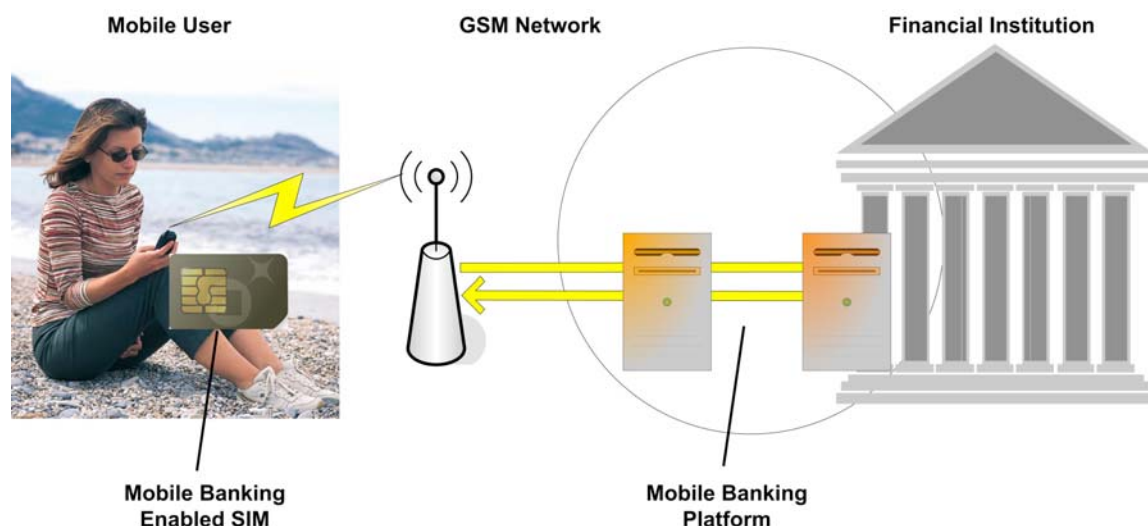 Mobile User
GSM Network
Financial Institution
Mobile Banking
Enabled SIM
Mobile Banking
Platform